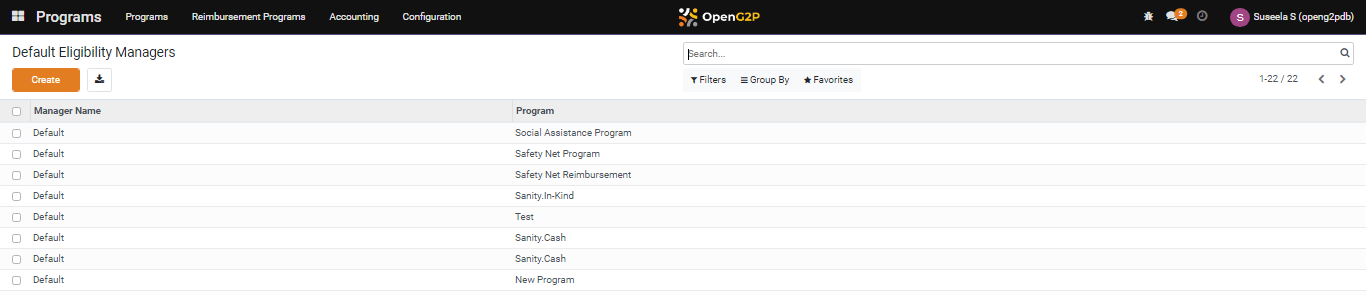 Programs Programs Reimbursement Programs Accounting Configuration OpenG2P 2 S Suseela S (openg2pdb)
Default Eligibility Managers Search...
Create Filters Group By Favorites 1-22 / 22
Manager Name Program
Default Social Assistance Program
Default Safety Net Program
Default Safety Net Reimbursement
Default Sanity.In-Kind
Default Test
Default Sanity.Cash
Default Sanity.Cash
Default New Program